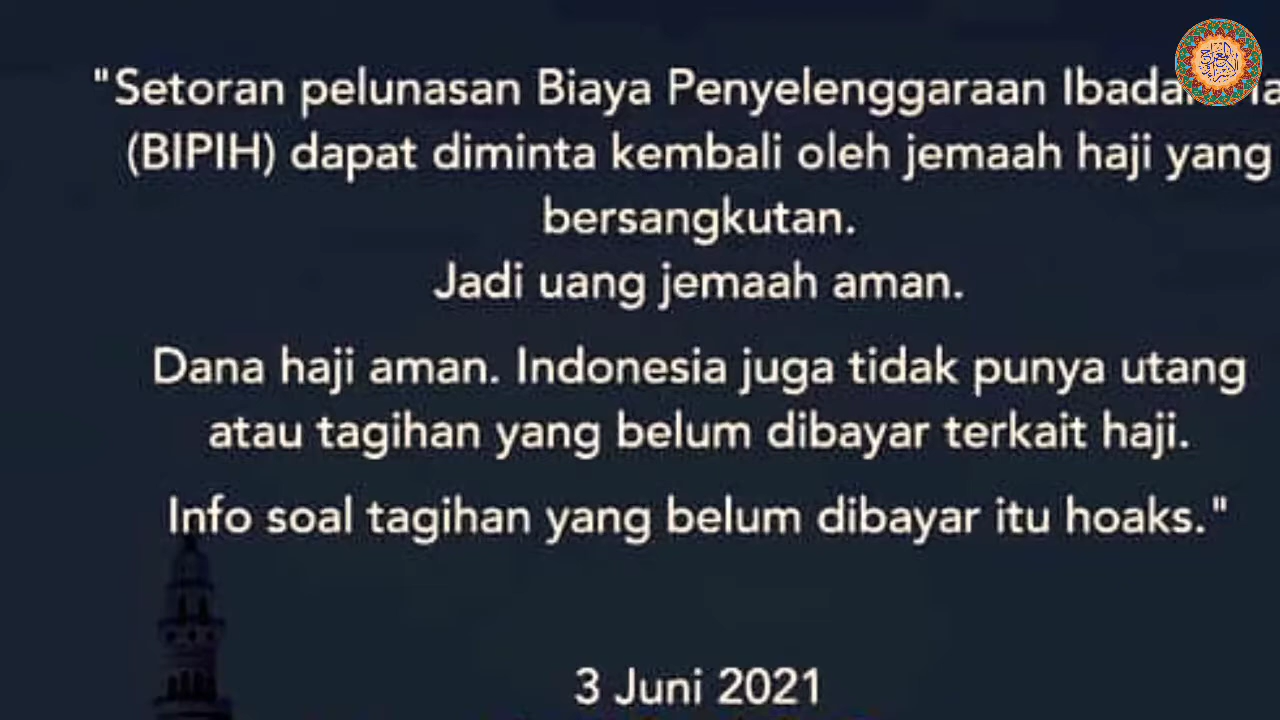 "Setoran pelunasan Biaya Penyelenggaraan
(BIPIH) dapat diminta kembali oleh jemaah haji yang
bersangkutan.
Jadi uang jemaah aman.
Dana haji aman. Indonesia juga tidak punya utang
atau tagihan yang belum dibayar terkait haji.
Info soal tagihan yang belum dibayar itu hoaks."
3 Juni 2021